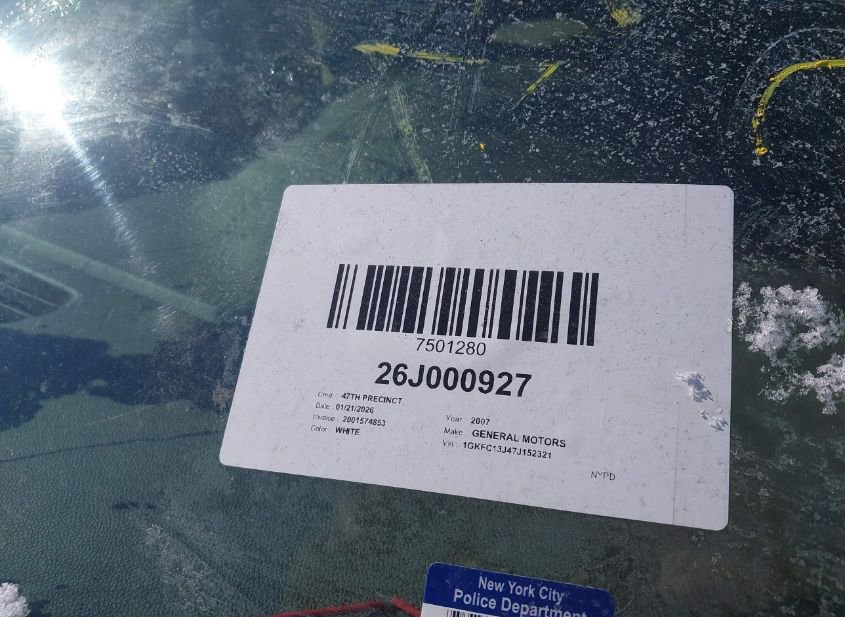 7501280
26J000927
Cmd: 47TH PRECINCT
Date: 01/21/2026
Invoice: 2001574853
Color: WHITE
Year: 2007
Make: GENERAL MOTORS
Vin: 1GKFC13J47J152321
NYPD
New York City
Police Department